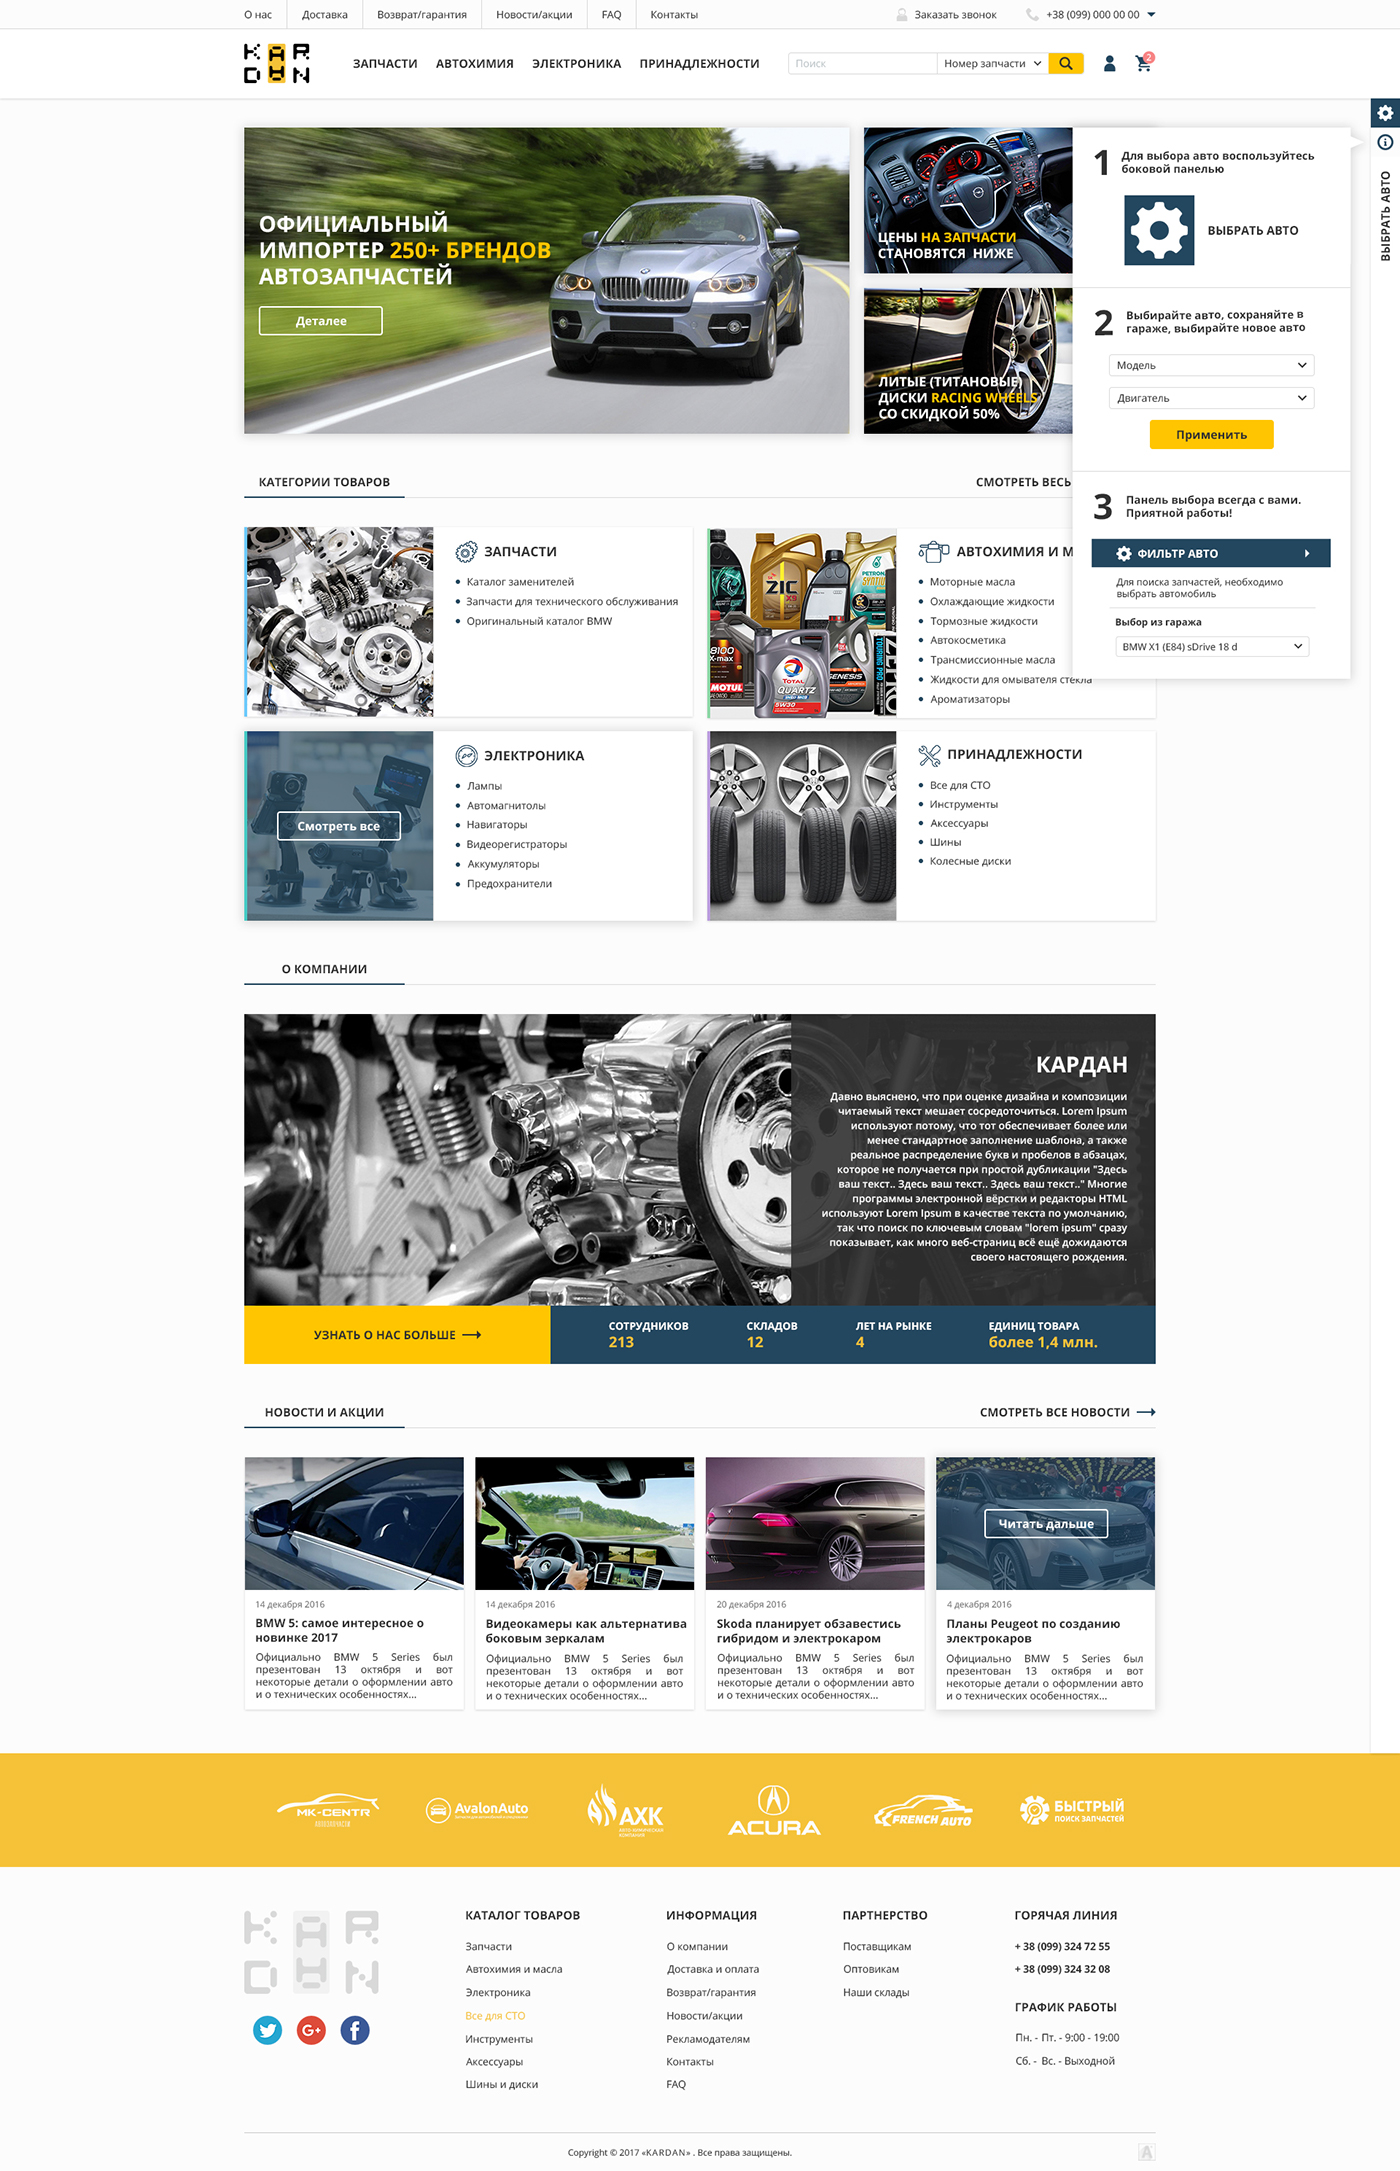 О нас
Доставка
Возврат/гарантия
Новости/акции
FAQ
Контакты
Заказать звонок
+38 (099) 000 00 00
KAR
DAN
ЗАПЧАСТИ
АВТОХИМИЯ
ЭЛЕКТРОНИКА
ПРИНАДЛЕЖНОСТИ
Поиск
Номер запчасти
2
ВЫБРАТЬ АВТО
ОФИЦИАЛЬНЫЙ
ИМПОРТЕР 250+ БРЕНДОВ
АВТОЗАПЧАСТЕЙ
Деталее
ЦЕНЫ НА ЗАПЧАСТИ
СТАНОВЯТСЯ НИЖЕ
ЛИТЫЕ (ТИТАНОВЫЕ)
ДИСКИ RACING WHEELS
СО СКИДКОЙ 50%
1
Для выбора авто воспользуйтесь
боковой панелью
ВЫБРАТЬ АВТО
2
Выбирайте авто, сохраняйте в
гараже, выбирайте новое авто
Модель
Двигатель
Применить
3
Панель выбора всегда с вами.
Приятной работы!
ФИЛЬТР АВТО
Для поиска запчастей, необходимо
выбрать автомобиль
Выбор из гаража
BMW X1 (E84) sDrive 18 d
КАТЕГОРИИ ТОВАРОВ
СМОТРЕТЬ ВЕСЬ
ЗАПЧАСТИ
Каталог заменителей
Запчасти для технического обслуживания
Оригинальный каталог BMW
ZIC
X9
PETRON
8100
X-max
MOTUL
TOTAL
QUARTZ
5W30
GENESIS
TOURING PRO
АВТОХИМИЯ И М
Моторные масла
Охлаждающие жидкости
Тормозные жидкости
Автокосметика
Трансмиссионные масла
Жидкости для омывателя стекла
Ароматизаторы
Смотреть все
ЭЛЕКТРОНИКА
Лампы
Автомагнитолы
Навигаторы
Видеорегистраторы
Аккумуляторы
Предохранители
ПРИНАДЛЕЖНОСТИ
Все для СТО
Инструменты
Аксессуары
Шины
Колесные диски
О КОМПАНИИ
КАРДАН
Давно выяснено, что при оценке дизайна и композиции
читаемый текст мешает сосредоточиться. Lorem Ipsum
используют потому, что тот обеспечивает более или
менее стандартное заполнение шаблона, а также
реальное распределение букв и пробелов в абзацах,
которое не получается при простой дубликации "Здесь
ваш текст.. Здесь ваш текст.. Здесь ваш текст.." Многие
программы электронной вёрстки и редакторы HTML
используют Lorem Ipsum в качестве текста по умолчанию,
так что поиск по ключевым словам "lorem ipsum" сразу
показывает, как много веб-страниц всё ещё дожидаются
своего настоящего рождения.
УЗНАТЬ О НАС БОЛЬШЕ
СОТРУДНИКОВ
213
СКЛАДОВ
12
ЛЕТ НА РЫНКЕ
4
ЕДИНИЦ ТОВАРА
более 1,4 млн.
НОВОСТИ И АКЦИИ
СМОТРЕТЬ ВСЕ НОВОСТИ
14 декабря 2016
BMW 5: самое интересное о
новинке 2017
Официально BMW 5 Series был
презентован 13 октября и вот
некоторые детали о оформлении авто
и о технических особенностях...
14 декабря 2016
Видеокамеры как альтернатива
боковым зеркалам
Официально BMW 5 Series был
презентован 13 октября и вот
некоторые детали о оформлении авто
и о технических особенностях...
20 декабря 2016
Skoda планирует обзавестись
гибридом и электрокаром
Официально BMW 5 Series был
презентован 13 октября и вот
некоторые детали о оформлении авто
и о технических особенностях...
Читать дальше
4 декабря 2016
Планы Peugeot по созданию
электрокаров
Официально BMW 5 Series был
презентован 13 октября и вот
некоторые детали о оформлении авто
и о технических особенностях...
MK-CENTR
АВТОЗАПЧАСТИ
AvalonAuto
АХК
АВТО-ХИМИЧЕСКАЯ
КОМПАНИЯ
ACURA
FRENCH AUTO
БЫСТРЫЙ
ПОИСК ЗАПЧАСТЕЙ
KAR
DAN
G+
КАТАЛОГ ТОВАРОВ
Запчасти
Автохимия и масла
Электроника
Все для СТО
Инструменты
Аксессуары
Шины и диски
ИНФОРМАЦИЯ
О компании
Доставка и оплата
Возврат/гарантия
Новости/акции
Рекламодателям
Контакты
FAQ
ПАРТНЕРСТВО
Поставщикам
Оптовикам
Наши склады
ГОРЯЧАЯ ЛИНИЯ
+ 38 (099) 324 72 55
+ 38 (099) 324 32 08
ГРАФИК РАБОТЫ
Пн. - Пт. - 9:00 - 19:00
Сб. - Вс. - Выходной
Copyright © 2017 «KARDAN» . Все права защищены.